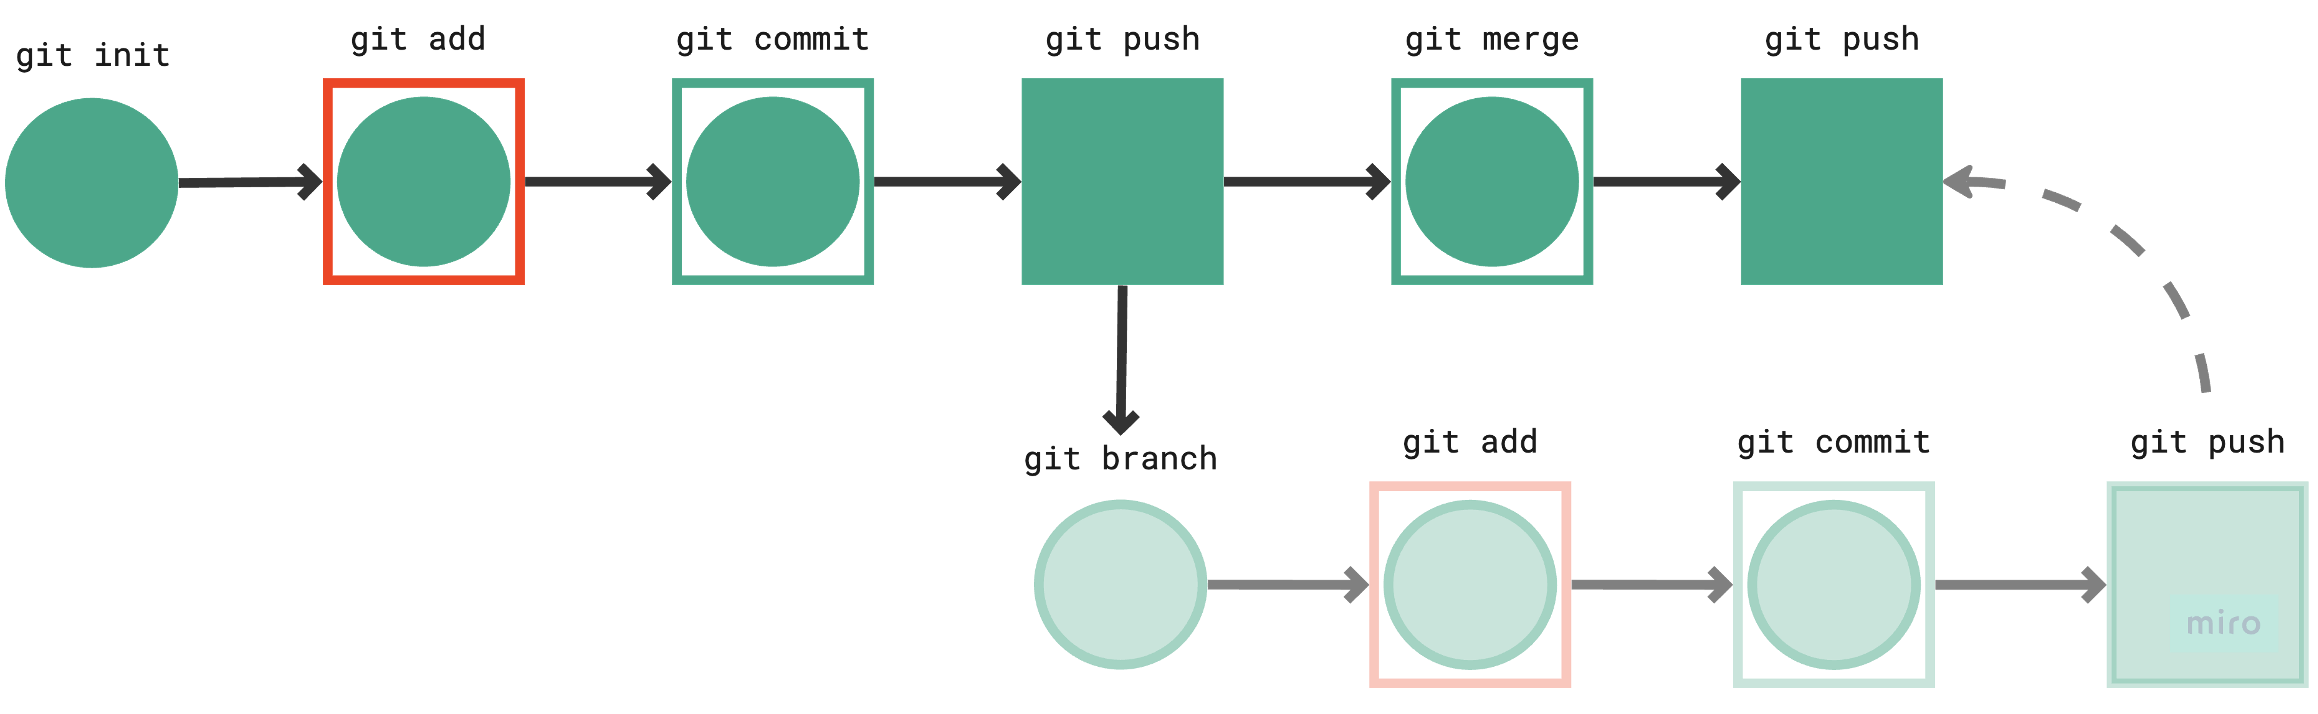 git init
git add
git commit
git push
git merge
git push
git branch
git add
git commit
git push
miro